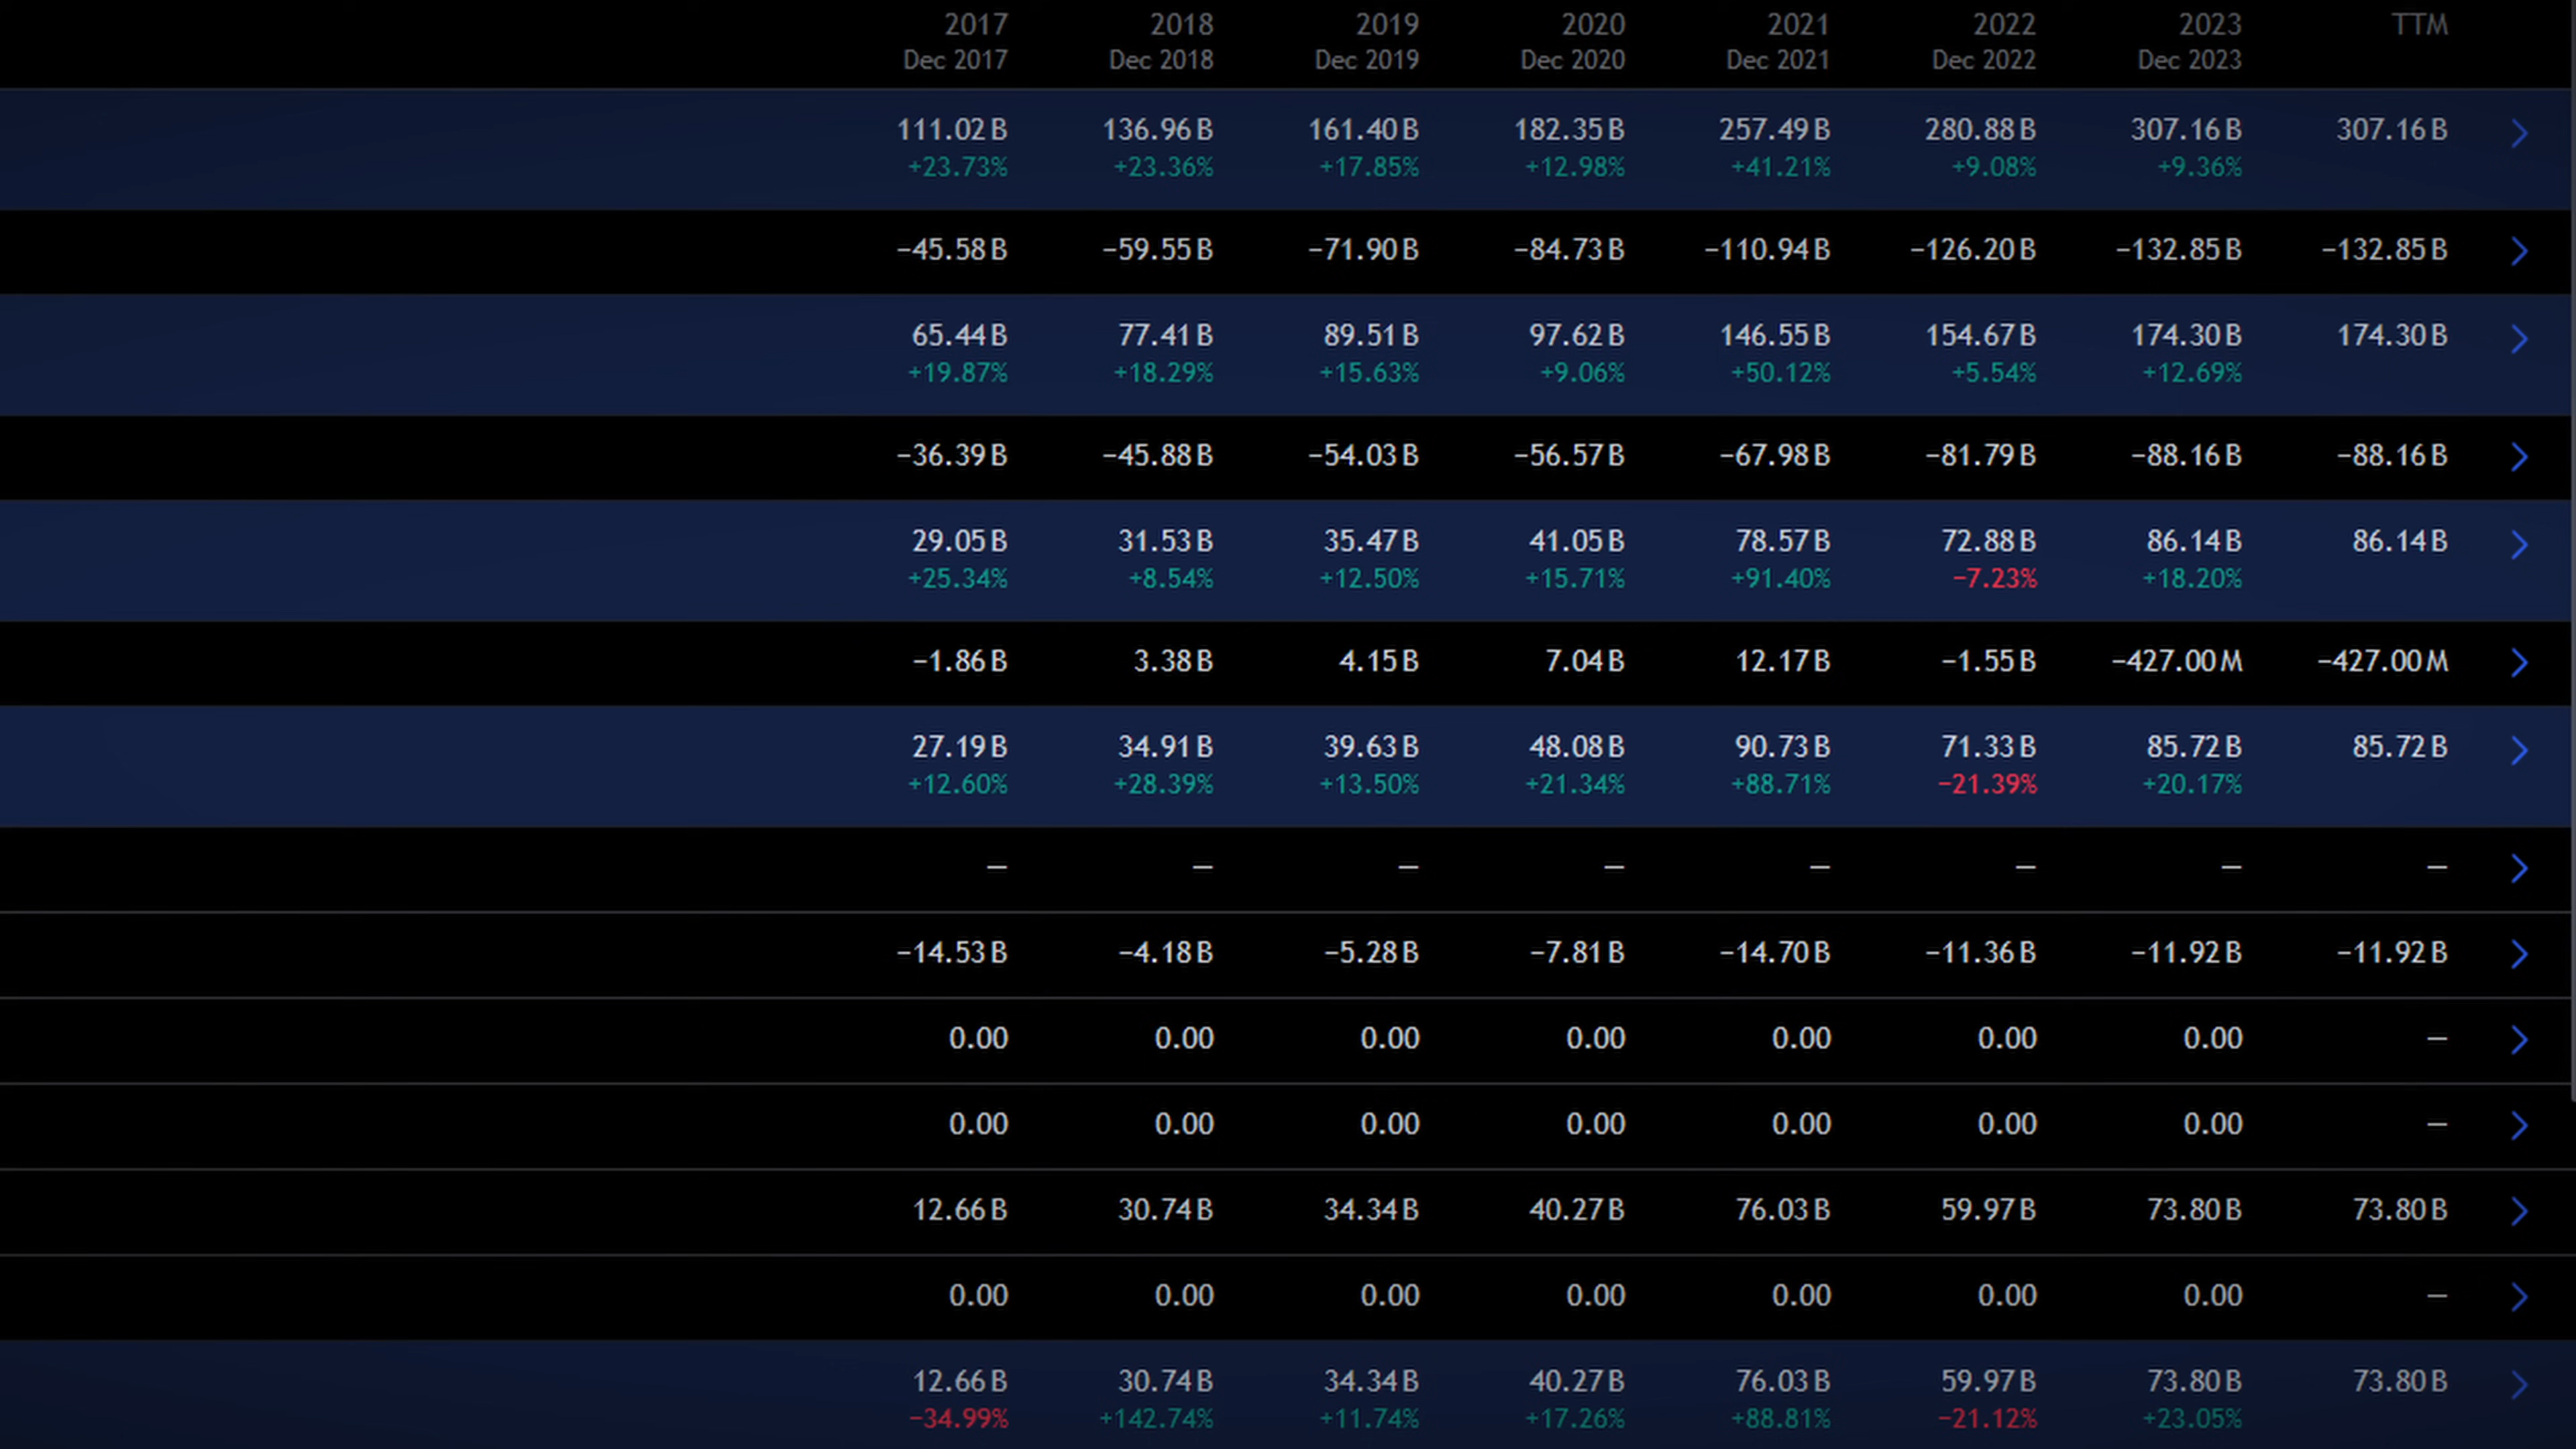 2017 2018 2019 2020 2021 2022 2023 TTM
Dec 2017 Dec 2018 Dec 2019 Dec 2020 Dec 2021 Dec 2022 Dec 2023
111.02 B 136.96 B 161.40 B 182.35 B 257.49 B 280.88 B 307.16 B 307.16 B
+23.73% +23.36% +17.85% +12.98% +41.21% +9.08% +9.36%
−45.58 B −59.55 B −71.90 B −84.73 B −110.94 B −126.20 B −132.85 B −132.85 B
65.44 B 77.41 B 89.51 B 97.62 B 146.55 B 154.67 B 174.30 B 174.30 B
+19.87% +18.29% +15.63% +9.06% +50.12% +5.54% +12.69%
−36.39 B −45.88 B −54.03 B −56.57 B −67.98 B −81.79 B −88.16 B −88.16 B
29.05 B 31.53 B 35.47 B 41.05 B 78.57 B 72.88 B 86.14 B 86.14 B
+25.34% +8.54% +12.50% +15.71% +91.40% −7.23% +18.20%
−1.86 B 3.38 B 4.15 B 7.04 B 12.17 B −1.55 B −427.00 M −427.00 M
27.19 B 34.91 B 39.63 B 48.08 B 90.73 B 71.33 B 85.72 B 85.72 B
+12.60% +28.39% +13.50% +21.34% +88.71% −21.39% +20.17%
— — — — — — — —
−14.53 B −4.18 B −5.28 B −7.81 B −14.70 B −11.36 B −11.92 B −11.92 B
0.00 0.00 0.00 0.00 0.00 0.00 0.00 —
0.00 0.00 0.00 0.00 0.00 0.00 0.00 —
12.66 B 30.74 B 34.34 B 40.27 B 76.03 B 59.97 B 73.80 B 73.80 B
0.00 0.00 0.00 0.00 0.00 0.00 0.00 —
12.66 B 30.74 B 34.34 B 40.27 B 76.03 B 59.97 B 73.80 B 73.80 B
−34.99% +142.74% +11.74% +17.26% +88.81% −21.12% +23.05%